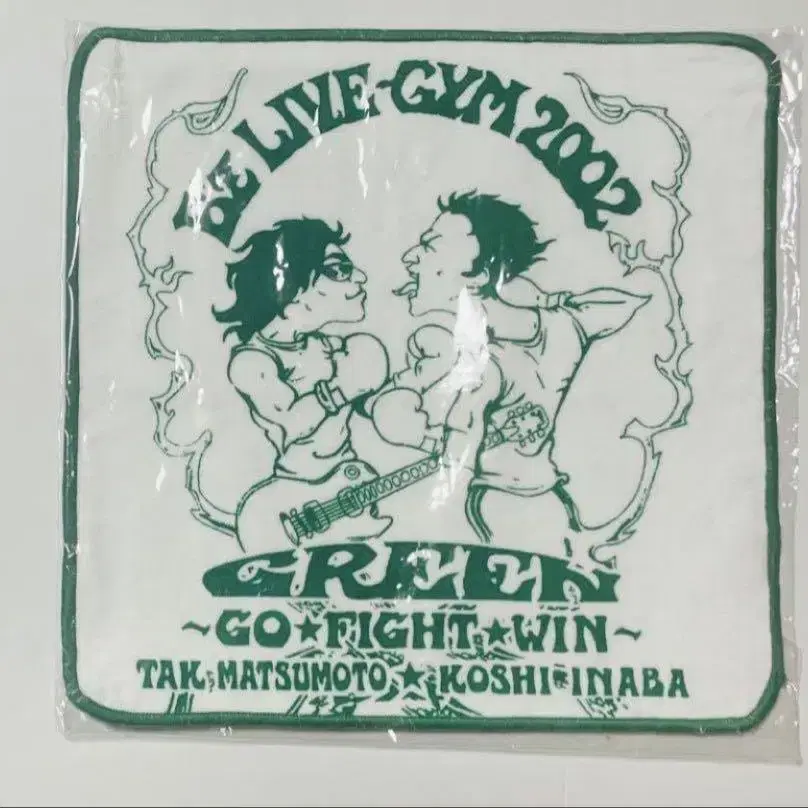 B'z LIVE-GYM 2002
GREEN
~GO★FIGHT★WIN~
TAK MATSUMOTO★KOSHI INABA